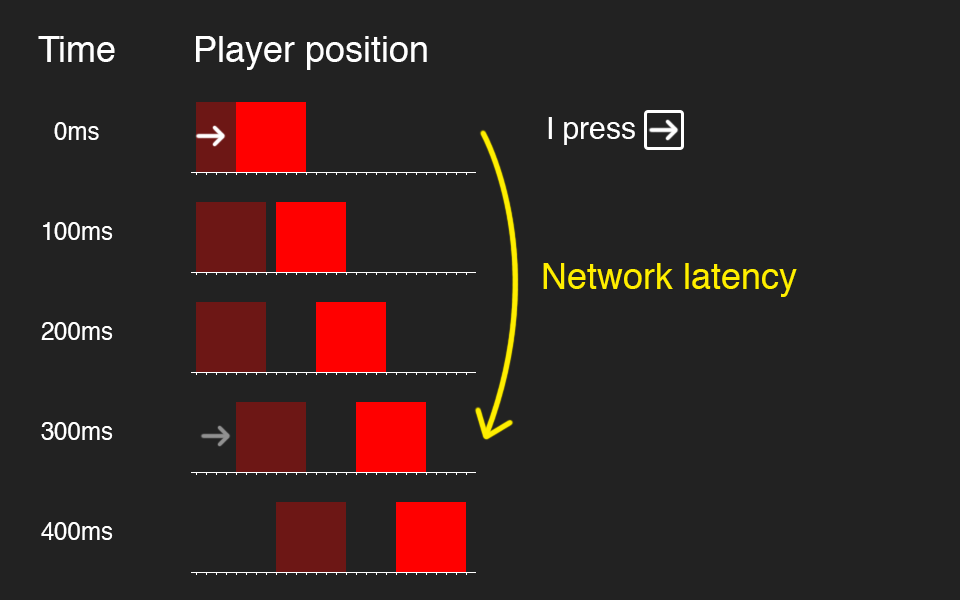 Time Player position
0ms I press →
100ms
Network latency
200ms
300ms
400ms